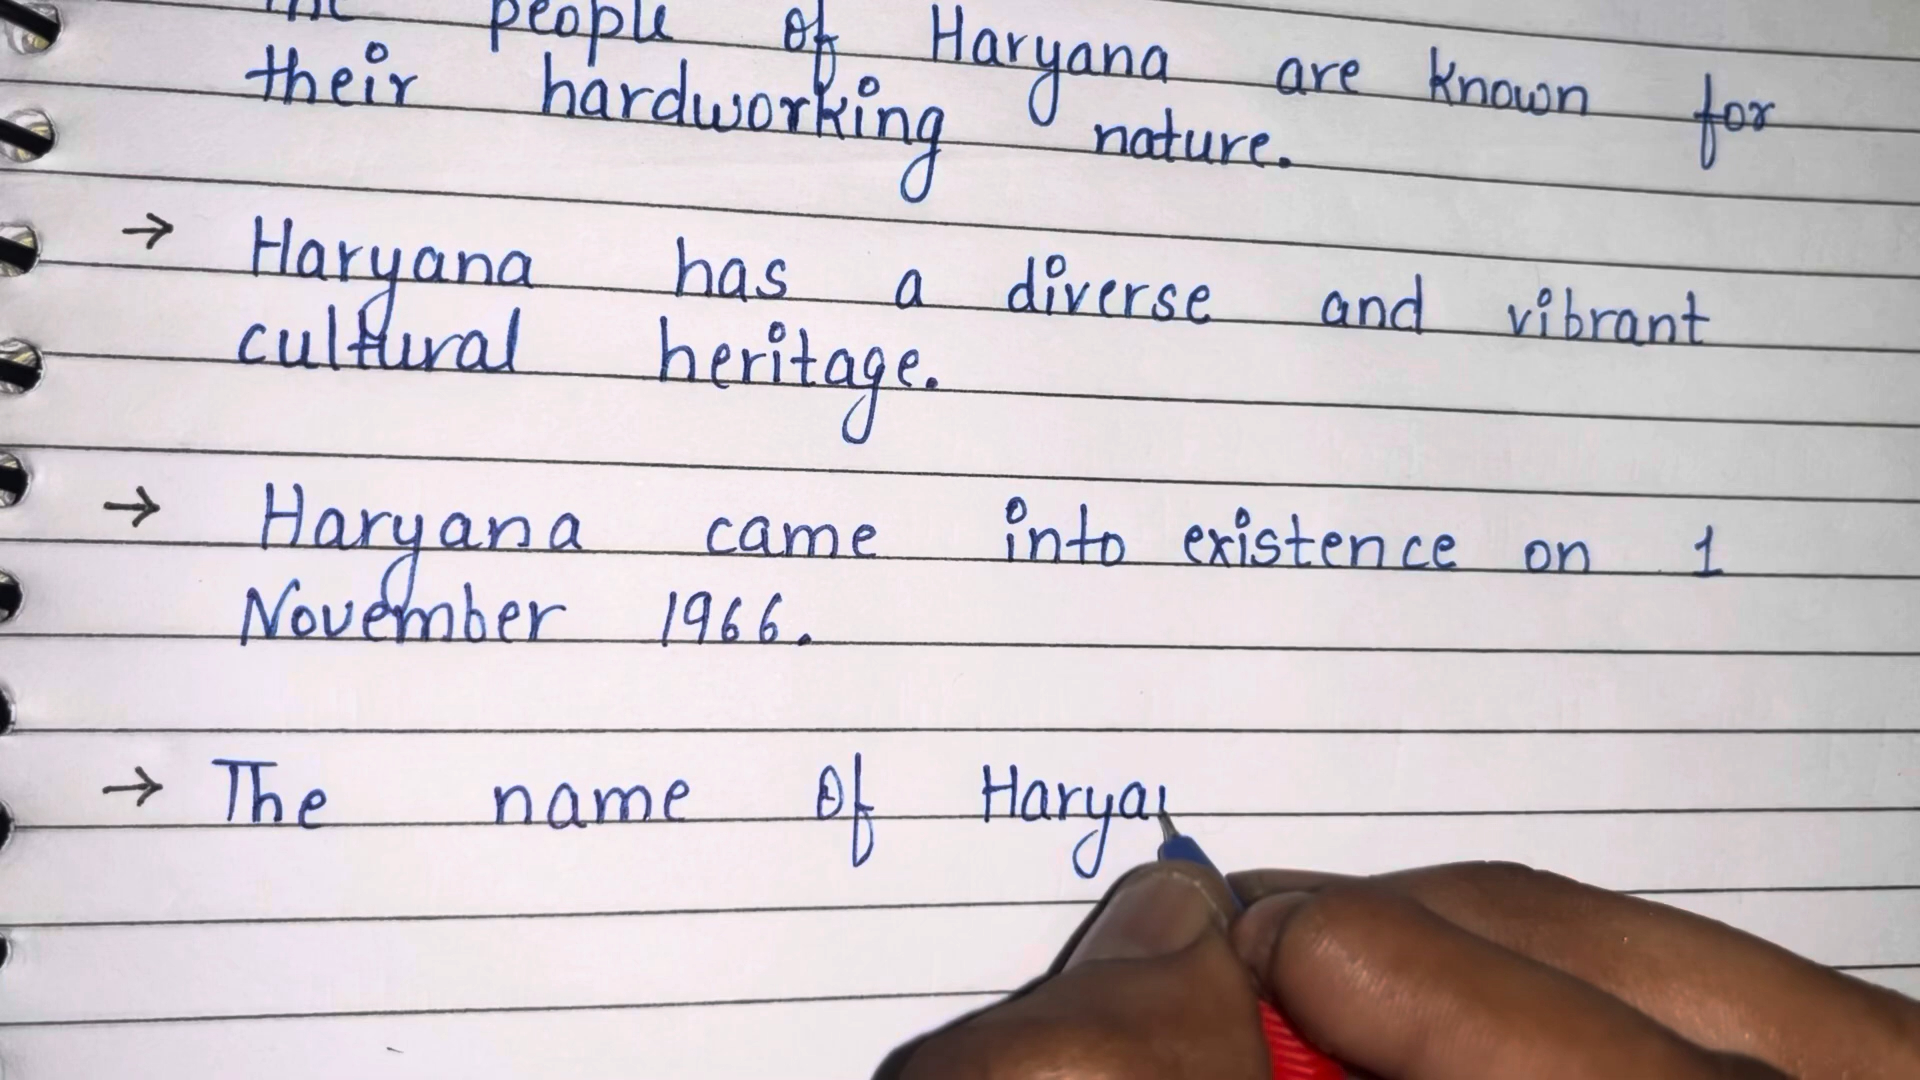 The people of Haryana are known for
their hardworking nature.
→ Haryana has a diverse and vibrant
cultural heritage.
→ Haryana came into existence on 1
November 1966.
→ The name of Harya